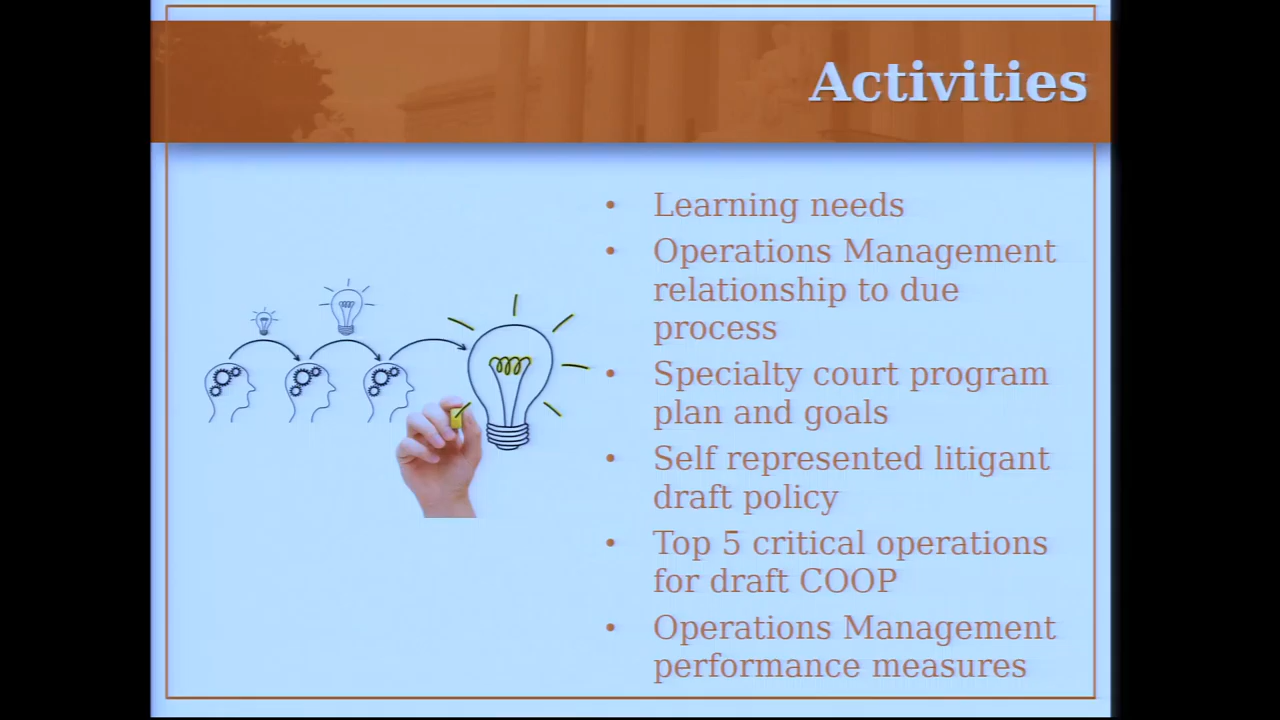 Activities
• Learning needs
• Operations Management
relationship to due
process
• Specialty court program
plan and goals
• Self represented litigant
draft policy
• Top 5 critical operations
for draft COOP
• Operations Management
performance measures